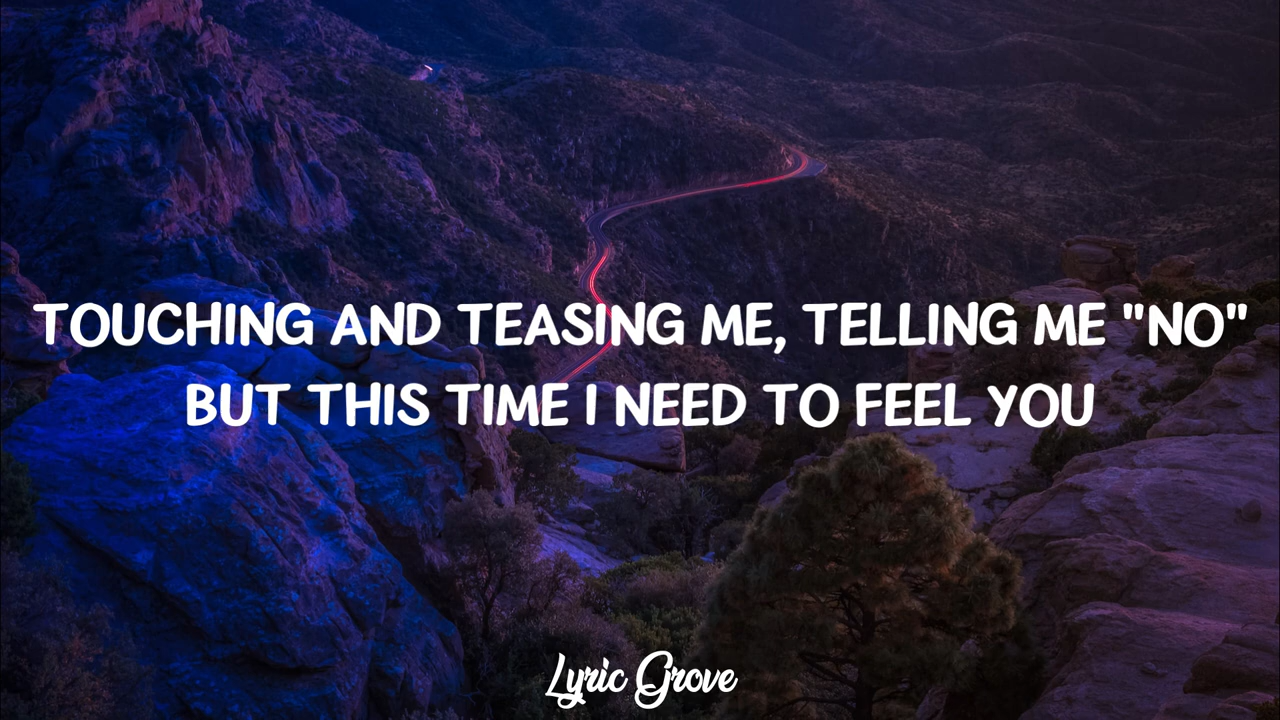 TOUCHING AND TEASING ME, TELLING ME "NO"
BUT THIS TIME I NEED TO FEEL YOU
Lyric Grove